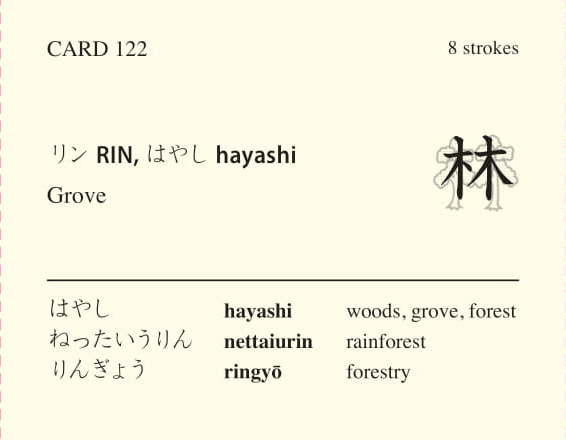 CARD 122 8 strokes
リン RIN, はやし hayashi
Grove
林
はやし hayashi woods, grove, forest
ねったいうりん nettaiurin rainforest
りんぎょう ringyō forestry